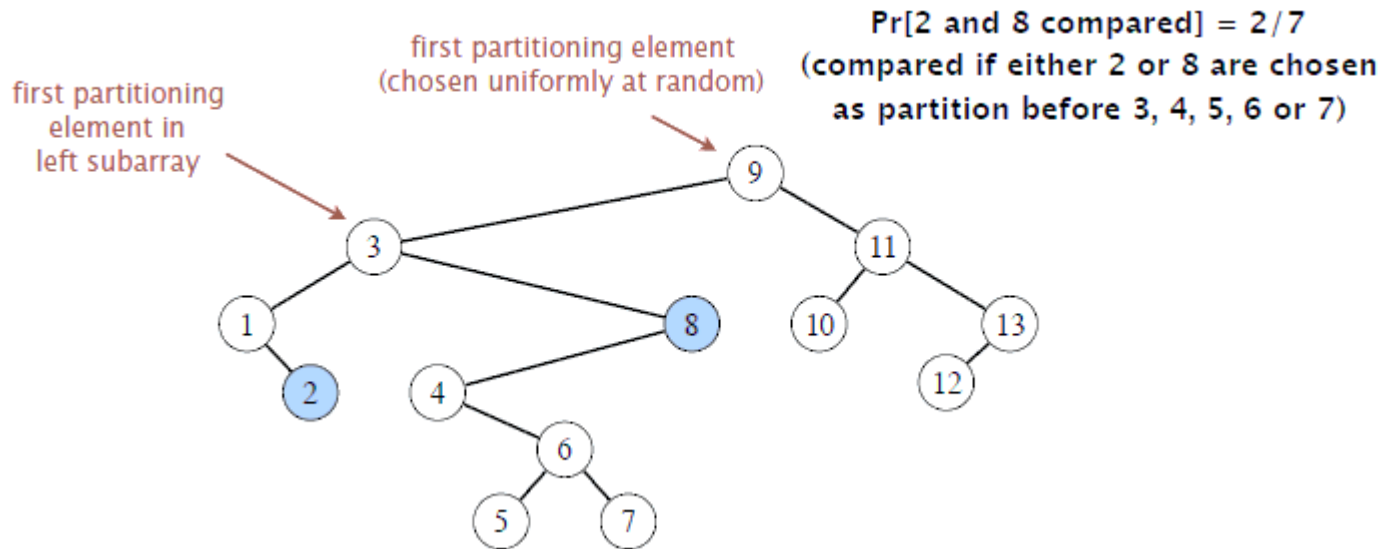 Pr[2 and 8 compared] = 2/7
(compared if either 2 or 8 are chosen
as partition before 3, 4, 5, 6 or 7)
first partitioning element
(chosen uniformly at random)
first partitioning
element in
left subarray
9
3
11
1
8
10
13
2
4
12
6
5
7